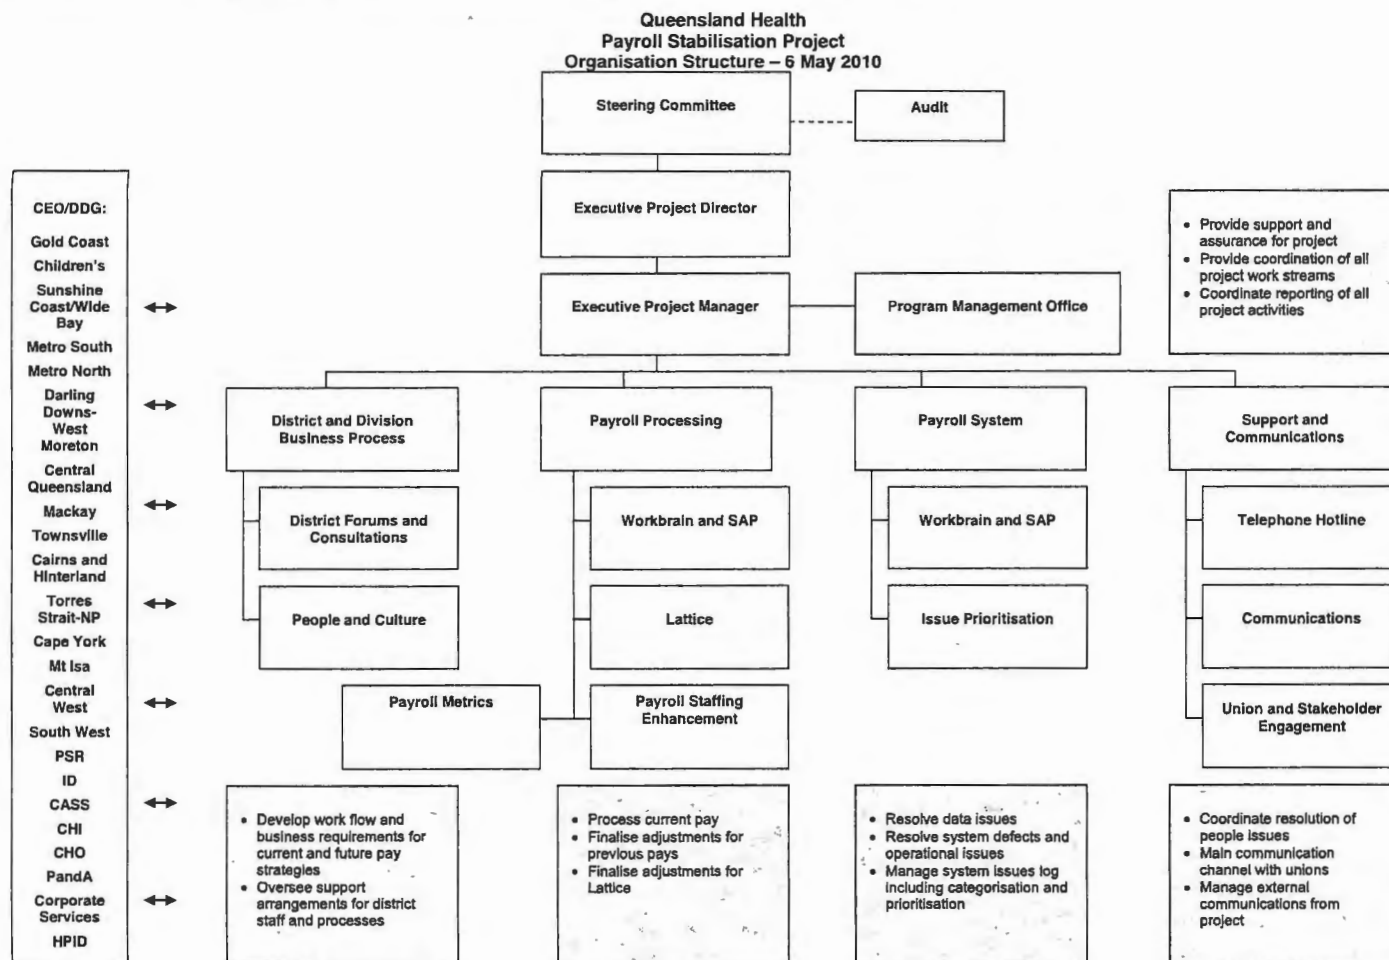 Queensland Health
Payroll Stabilisation Project
Organisation Structure – 6 May 2010
Steering Committee
Audit
Executive Project Director
Executive Project Manager
Program Management Office
• Provide support and
assurance for project
• Provide coordination of all
project work streams
• Coordinate reporting of all
project activities
CEO/DDG:
Gold Coast
Children's
Sunshine
Coast/Wide
Bay
Metro South
Metro North
Darling
Downs-
West
Moreton
Central
Queensland
Mackay
Townsville
Cairns and
Hinterland
Torres
Strait-NP
Cape York
Mt Isa
Central
West
South West
PSR
ID
CASS
CHI
CHO
PandA
Corporate
Services
HPID
District and Division
Business Process
District Forums and
Consultations
People and Culture
Payroll Processing
Workbrain and SAP
Lattice
Payroll Metrics
Payroll Staffing
Enhancement
Payroll System
Workbrain and SAP
Issue Prioritisation
Support and
Communications
Telephone Hotline
Communications
Union and Stakeholder
Engagement
• Develop work flow and
business requirements for
current and future pay
strategies
• Oversee support
arrangements for district
staff and processes
• Process current pay
• Finalise adjustments for
previous pays
• Finalise adjustments for
Lattice
• Resolve data issues
• Resolve system defects and
operational issues
• Manage system issues log
including categorisation and
prioritisation
• Coordinate resolution of
people issues
• Main communication
channel with unions
• Manage external
communications from
project